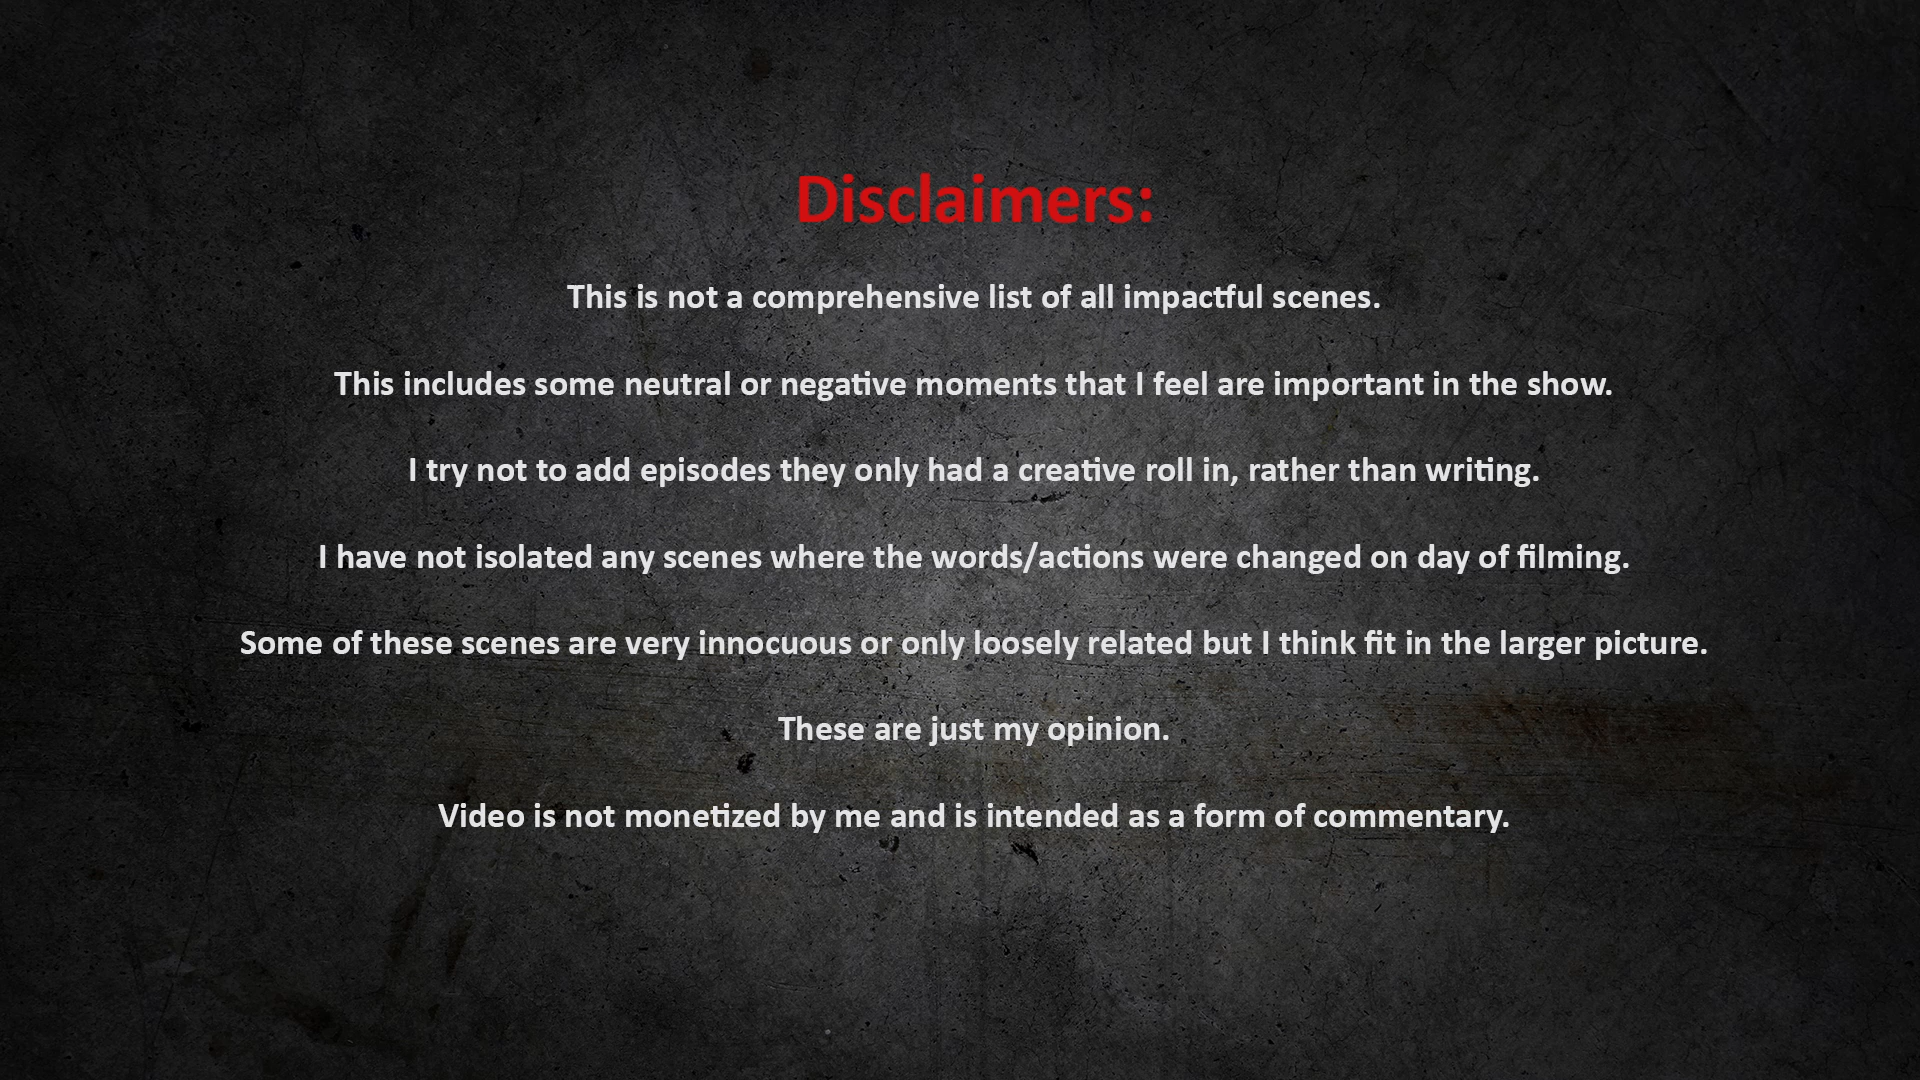 Disclaimers:
This is not a comprehensive list of all impactful scenes.
This includes some neutral or negative moments that I feel are important in the show.
I try not to add episodes they only had a creative roll in, rather than writing.
I have not isolated any scenes where the words/actions were changed on day of filming.
Some of these scenes are very innocuous or only loosely related but I think fit in the larger picture.
These are just my opinion.
Video is not monetized by me and is intended as a form of commentary.